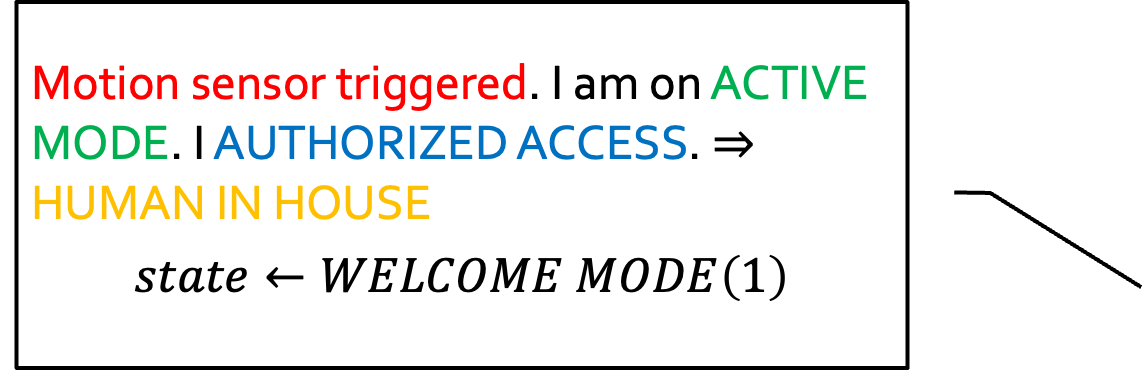 Motion sensor triggered. I am on ACTIVE
MODE. I AUTHORIZED ACCESS. ⇒
HUMAN IN HOUSE
state ← WELCOME MODE(1)